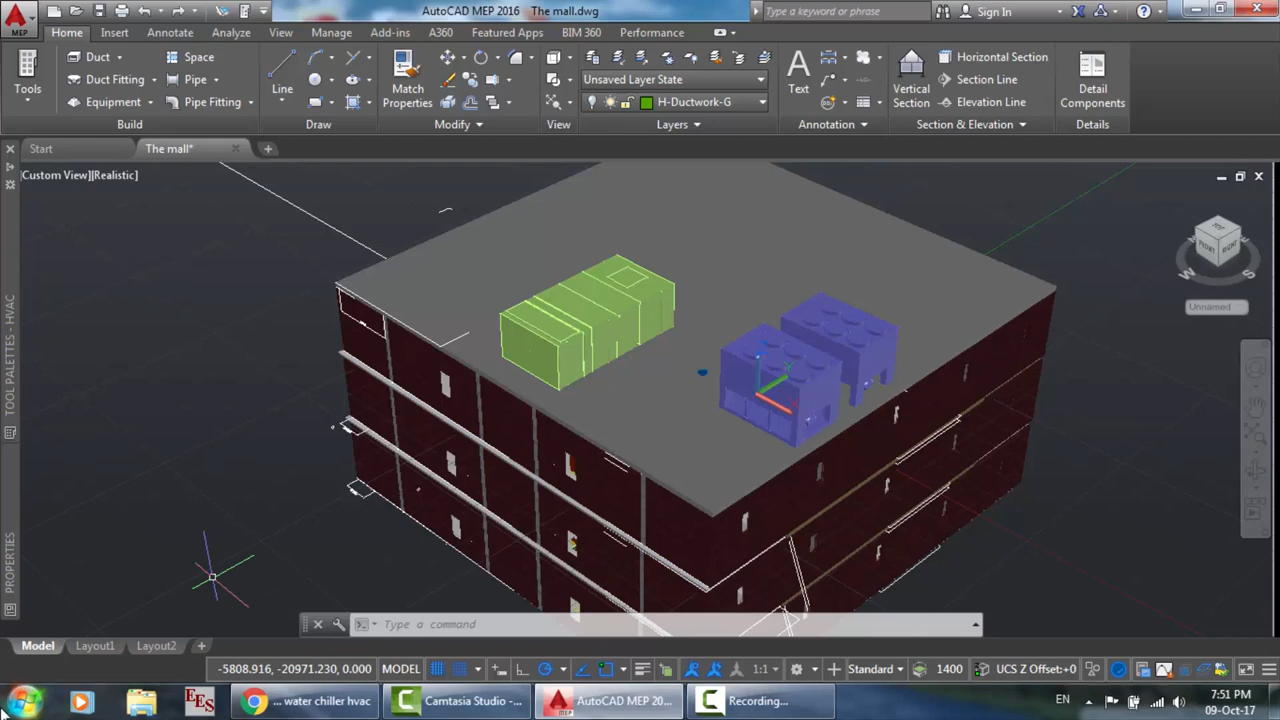 AutoCAD MEP 2016 The mall.dwg
Type a keyword or phrase
Sign In
MEP
Home Insert Annotate Analyze View Manage Add-ins A360 Featured Apps BIM 360 Performance
Tools
Duct
Space
Duct Fitting
Pipe
Equipment
Pipe Fitting
Build
Line
Draw
Match
Properties
Modify
View
Unsaved Layer State
H-Ductwork-G
Layers
Text
Annotation
Vertical
Section
Horizontal Section
Section Line
Elevation Line
Section & Elevation
Detail
Components
Details
Start
The mall*
[Custom View][Realistic]
TOP
FRONT
RIGHT
W
S
Unnamed
TOOL PALETTES - HVAC
PROPERTIES
Type a command
Model Layout1 Layout2
-5808.916, -20971.230, 0.000 MODEL 1:1 Standard 1400 UCS Z Offset:+0
EES
... water chiller hvac
Camtasia Studio -...
AutoCAD MEP 20...
Recording...
EN
7:51 PM
09-Oct-17